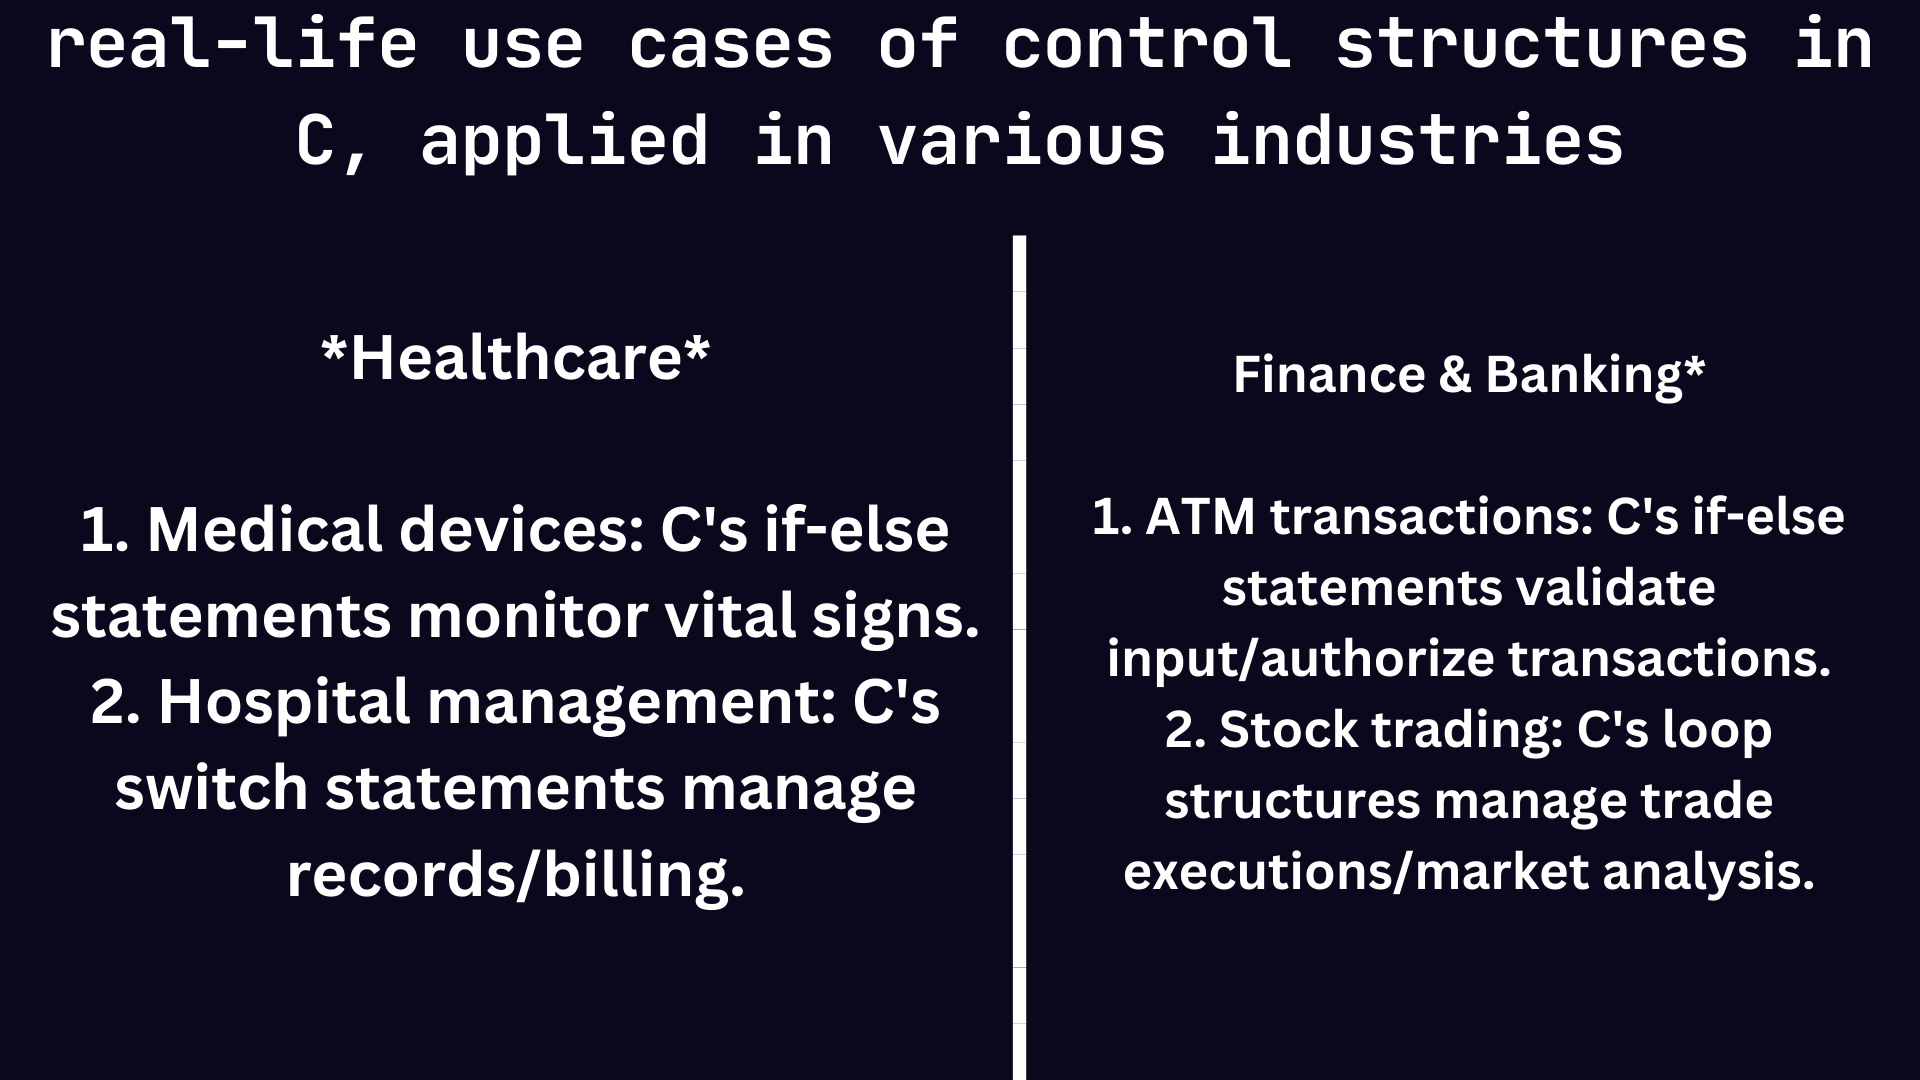 real-life use cases of control structures in
C, applied in various industries
*Healthcare*
1. Medical devices: C's if-else
statements monitor vital signs.
2. Hospital management: C's
switch statements manage
records/billing.
Finance & Banking*
1. ATM transactions: C's if-else
statements validate
input/authorize transactions.
2. Stock trading: C's loop
structures manage trade
executions/market analysis.